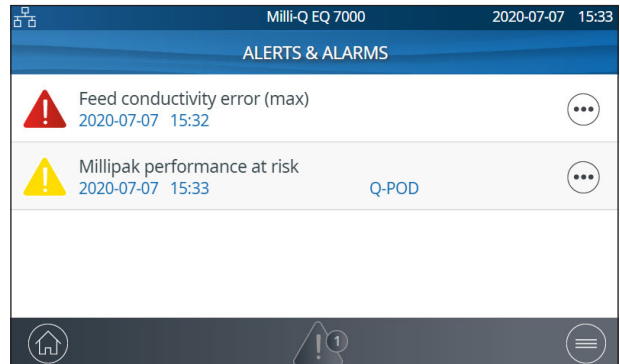 Milli-Q EQ 7000 2020-07-07 15:33
ALERTS & ALARMS
Feed conductivity error (max)
2020-07-07 15:32
Millipak performance at risk
2020-07-07 15:33 Q-POD
1